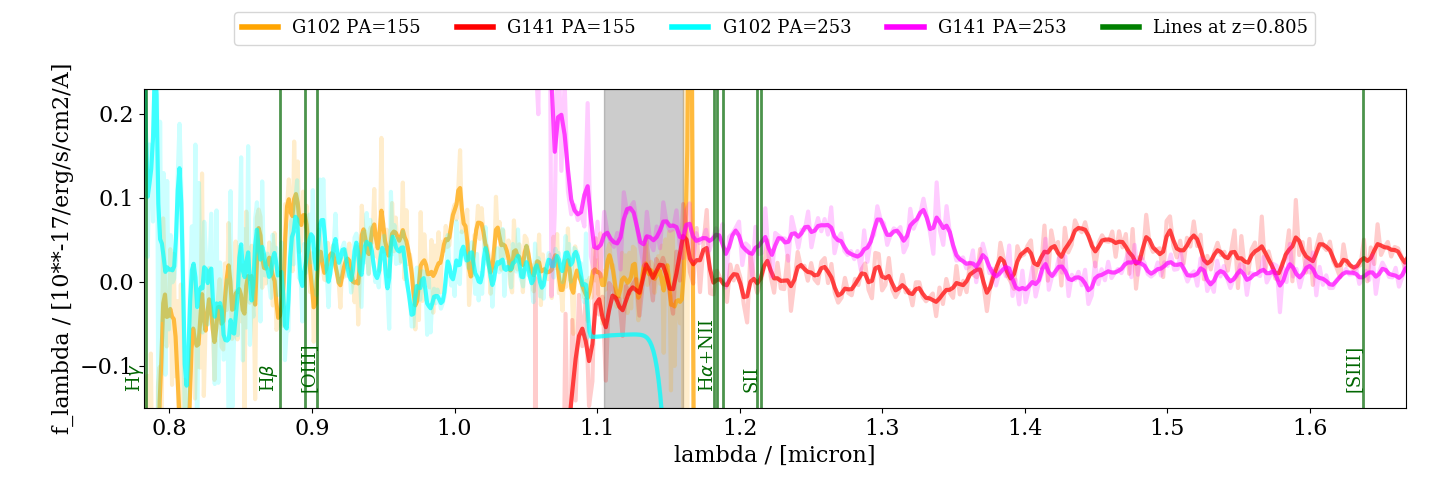 G102 PA=155 G141 PA=155 G102 PA=253 G141 PA=253 Lines at z=0.805
f_lambda / [10**-17/erg/s/cm2/A]
0.2
0.1
0.0
−0.1
Hγ
Hβ
[OIII]
Hα+NII
SII
[SIII]
0.8 0.9 1.0 1.1 1.2 1.3 1.4 1.5 1.6
lambda / [micron]